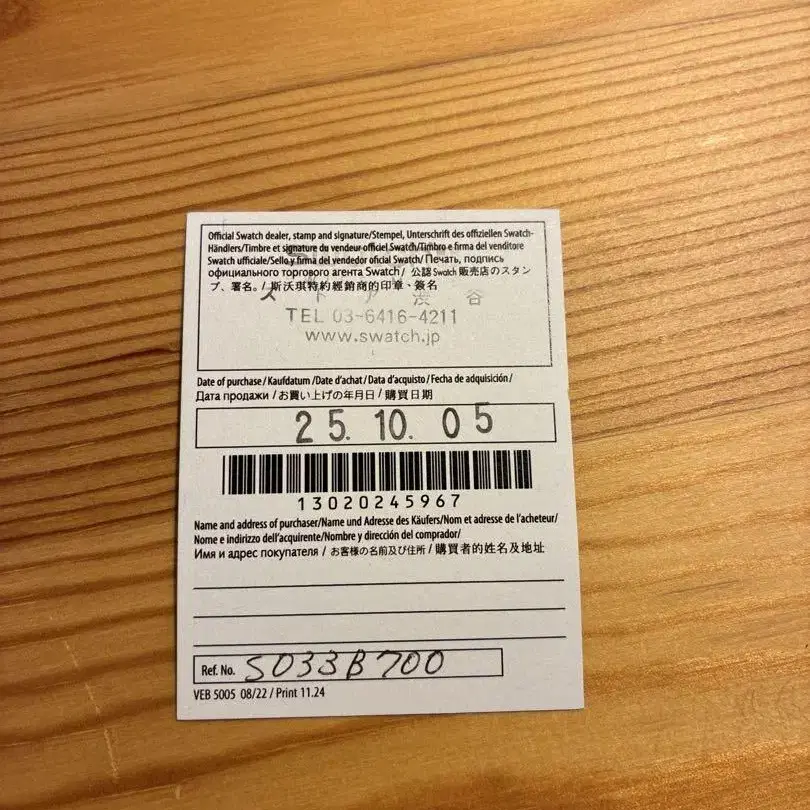 Official Swatch dealer, stamp and signature/Stempel, Unterschrift des offiziellen Swatch-
Händlers/Timbre et signature du vendeur officiel Swatch/Timbro e firma del venditore
Swatch ufficiale/Sello y firma del vendedor oficial Swatch/ Печать, подпись
официального торгового агента Swatch/ 公認 Swatch 販売店のスタン
プ、署名。/ 斯沃琪特約經銷商的印章、簽名
ストア 渋谷
TEL 03-6416-4211
www.swatch.jp
Date of purchase / Kaufdatum /Date d'achat / Data d'acquisto / Fecha de adquisición/
Дата продажи / お買い上げの年月日 / 購買日期
25. 10. 05
13020245967
Name and address of purchaser/Name und Adresse des Käufers/Nom et adresse de l'acheteur/
Nome e indirizzo dell'acquirente/Nombre y dirección del comprador/
Имя и адрес покупателя / お客様の名前及び住所 / 購買者的姓名及地址
Ref. No. SO33B700
VEB 5005 08/22 / Print 11.24